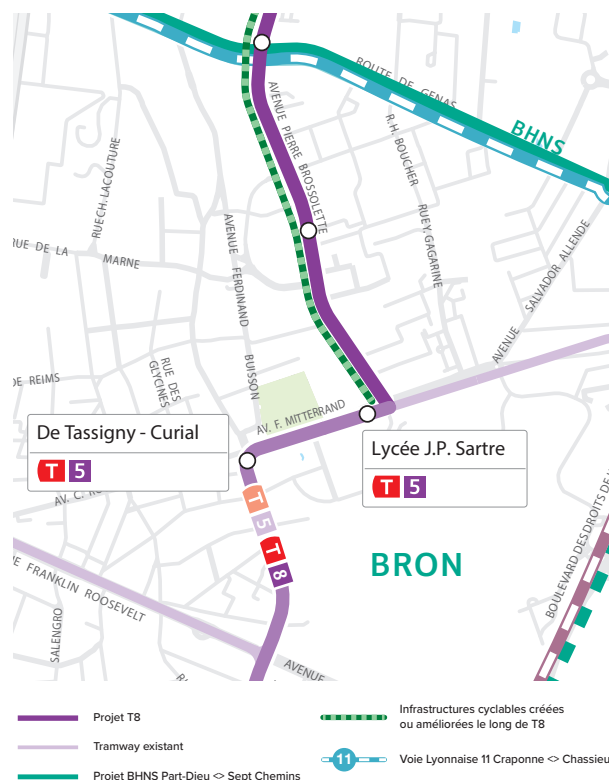 ROUTE DE GENAS
BHNS
AVENUE PIERRE BROSSOLETTE
R.H. BOUCHER
RUE Y. GAGARINE
RUE CH. LACOUTURE
AVENUE FERDINAND BUISSON
RUE DE LA MARNE
AVENUE SALVADOR ALLENDE
DE REIMS
RUE DES
GLYCINES
AV. F. MITTERRAND
De Tassigny - Curial
T 5
Lycée J.P. Sartre
T 5
AV. C.
T 5
T 8
BRON
FRANKLIN ROOSEVELT
SALENGRO
AVENUE
BOULEVARD DES DROITS DE
Projet T8
Tramway existant
Projet BHNS Part-Dieu <> Sept Chemins
Infrastructures cyclables créées
ou améliorées le long de T8
11 Voie Lyonnaise 11 Craponne <> Chassieu